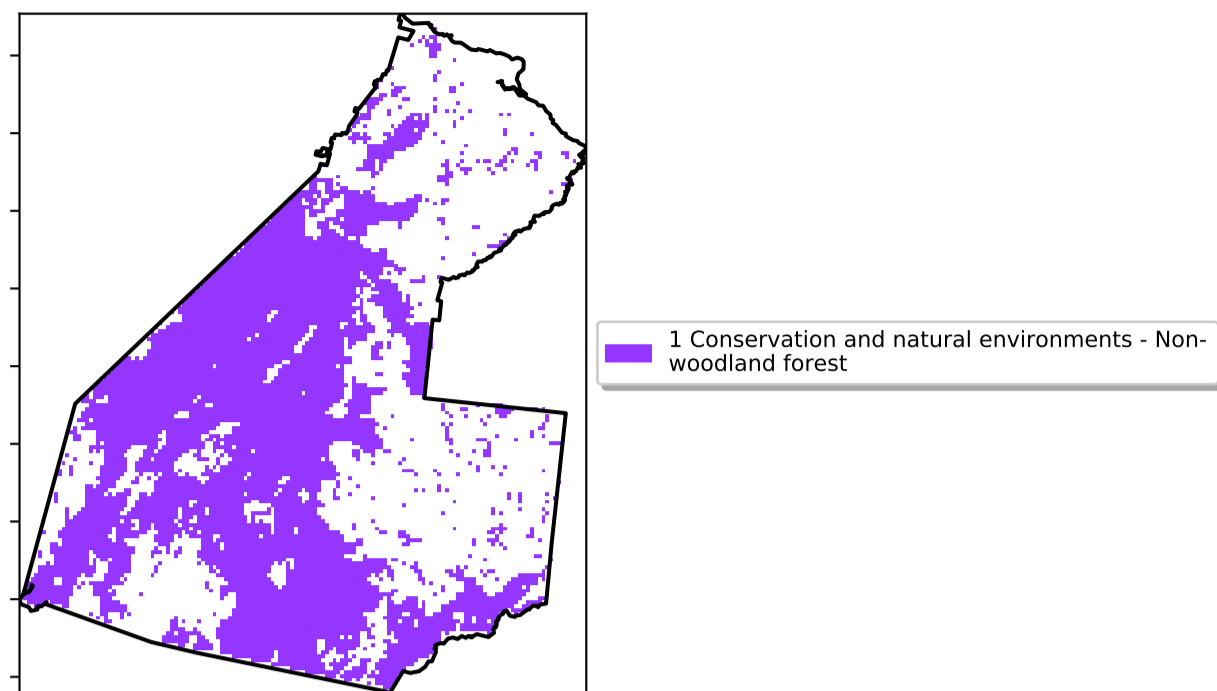 1 Conservation and natural environments - Non-
woodland forest